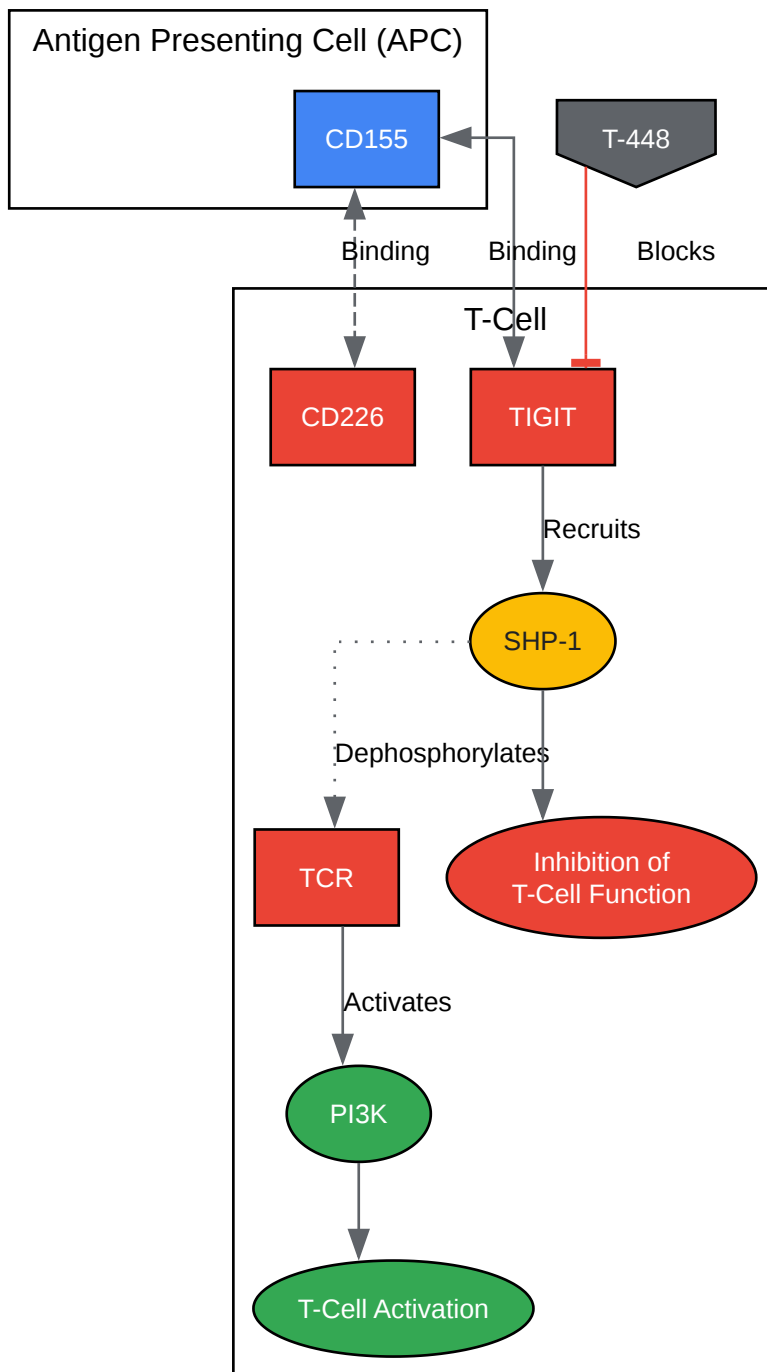 Antigen Presenting Cell (APC)
CD155
T-448
Binding
Binding
Blocks
T-Cell
CD226
TIGIT
Recruits
SHP-1
Dephosphorylates
TCR
Inhibition of
T-Cell Function
Activates
PI3K
T-Cell Activation